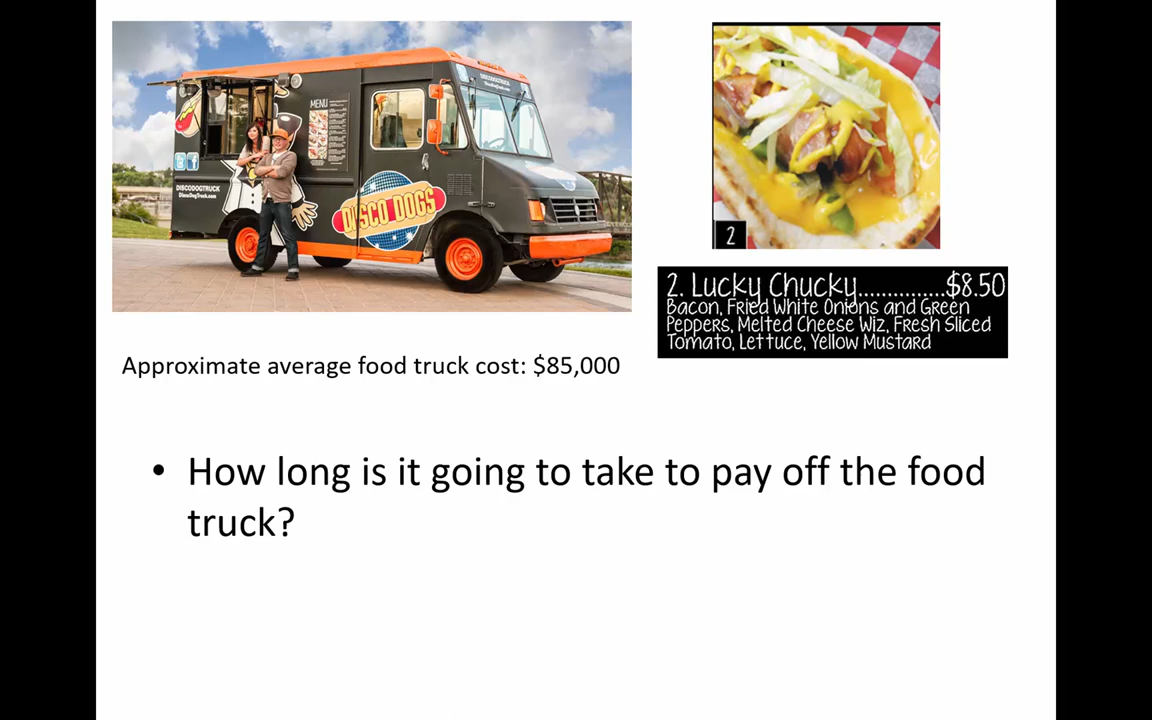 DISCODOGTRUCK
MENU
DISCODOGTRUCK
DiscoDogTruck.com
DISCO DOGS
2
2. Lucky Chucky...............$8.50
Bacon, Fried White Onions and Green
Peppers, Melted Cheese Wiz, Fresh Sliced
Tomato, Lettuce, Yellow Mustard
Approximate average food truck cost: $85,000
• How long is it going to take to pay off the food
truck?